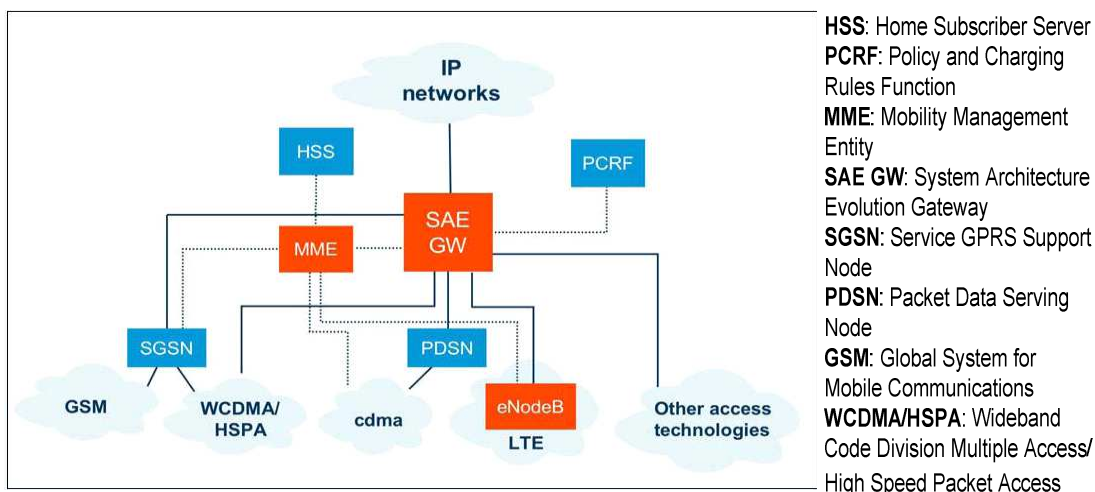 IP
networks
HSS
PCRF
SAE
GW
MME
SGSN
PDSN
GSM
WCDMA/
HSPA
cdma
eNodeB
LTE
Other access
technologies
HSS: Home Subscriber Server
PCRF: Policy and Charging
Rules Function
MME: Mobility Management
Entity
SAE GW: System Architecture
Evolution Gateway
SGSN: Service GPRS Support
Node
PDSN: Packet Data Serving
Node
GSM: Global System for
Mobile Communications
WCDMA/HSPA: Wideband
Code Division Multiple Access/
High Speed Packet Access